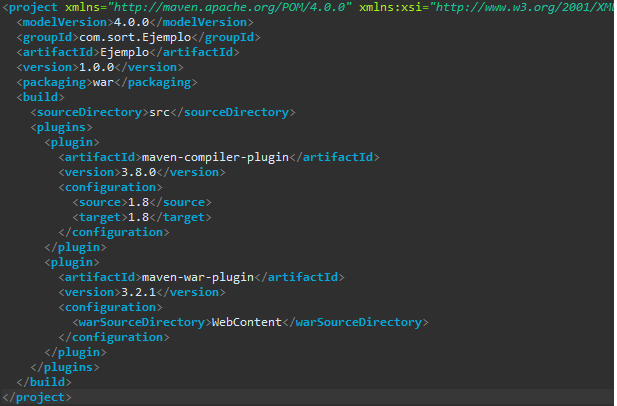 <project xmlns="http://maven.apache.org/POM/4.0.0" xmlns:xsi="http://www.w3.org/2001/XML
<modelVersion>4.0.0</modelVersion>
<groupId>com.sort.Ejemplo</groupId>
<artifactId>Ejemplo</artifactId>
<version>1.0.0</version>
<packaging>war</packaging>
<build>
<sourceDirectory>src</sourceDirectory>
<plugins>
<plugin>
<artifactId>maven-compiler-plugin</artifactId>
<version>3.8.0</version>
<configuration>
<source>1.8</source>
<target>1.8</target>
</configuration>
</plugin>
<plugin>
<artifactId>maven-war-plugin</artifactId>
<version>3.2.1</version>
<configuration>
<warSourceDirectory>WebContent</warSourceDirectory>
</configuration>
</plugin>
</plugins>
</build>
</project>